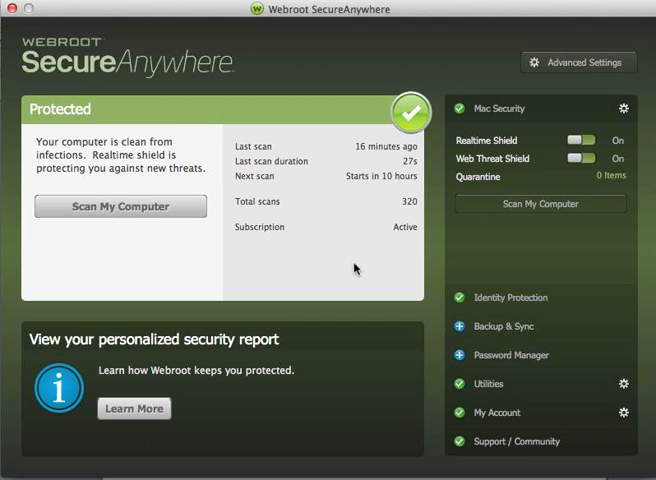 Webroot SecureAnywhere
WEBROOT
SecureAnywhere.
Advanced Settings
Protected
Your computer is clean from
infections. Realtime shield is
protecting you against new threats.
Scan My Computer
Last scan 16 minutes ago
Last scan duration 27s
Next scan Starts in 10 hours
Total scans 320
Subscription Active
Mac Security
Realtime Shield On
Web Threat Shield On
Quarantine 0 Items
Scan My Computer
Identity Protection
Backup & Sync
Password Manager
Utilities
My Account
Support / Community
View your personalized security report
Learn how Webroot keeps you protected.
Learn More